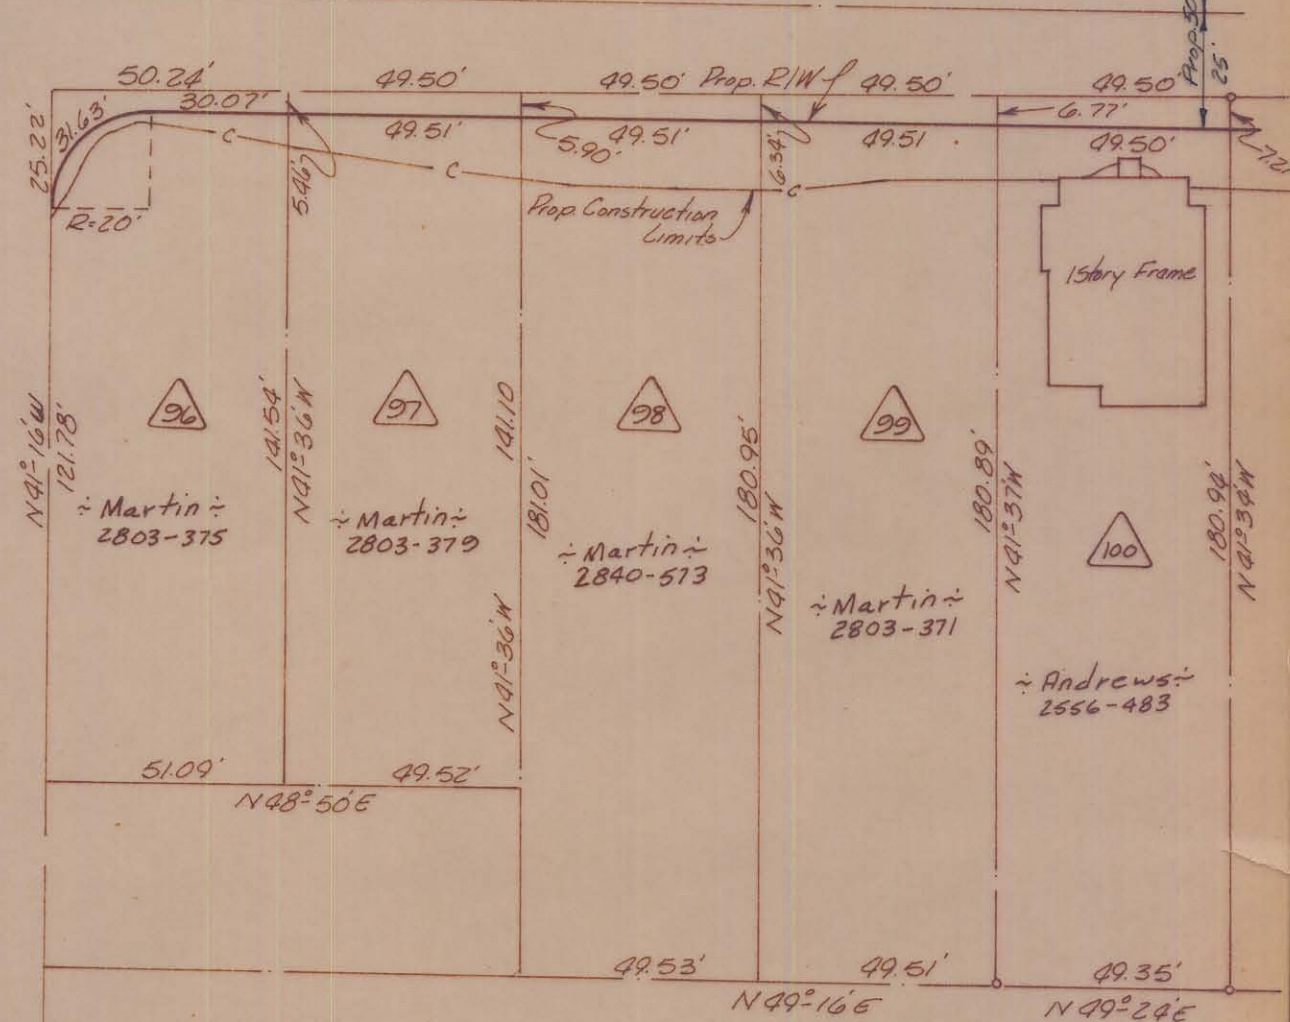 Prop. 50
25'
50.24'
49.50'
49.50'
Prop. R/W
49.50'
49.50'
25.22'
31.63'
30.07'
49.51'
5.90'
49.51'
6.34'
49.51
6.77'
49.50'
7.21
R=20'
5.46'
Prop. Construction
Limits
C
C
C
1 Story Frame
96
97
98
99
100
N41°-16'W
121.78'
141.54'
N41°-36'W
141.10
181.01'
N41°-36'W
180.95'
N41°-36'W
180.89'
N41°-37'W
180.94'
N41°-34'W
÷ Martin ÷
2803-375
÷ Martin ÷
2803-379
÷ Martin ÷
2840-573
÷ Martin ÷
2803-371
÷ Andrews ÷
2556-483
51.09'
49.52'
N48°-50'E
49.53'
49.51'
49.35'
N49°-16'E
N49°-24'E